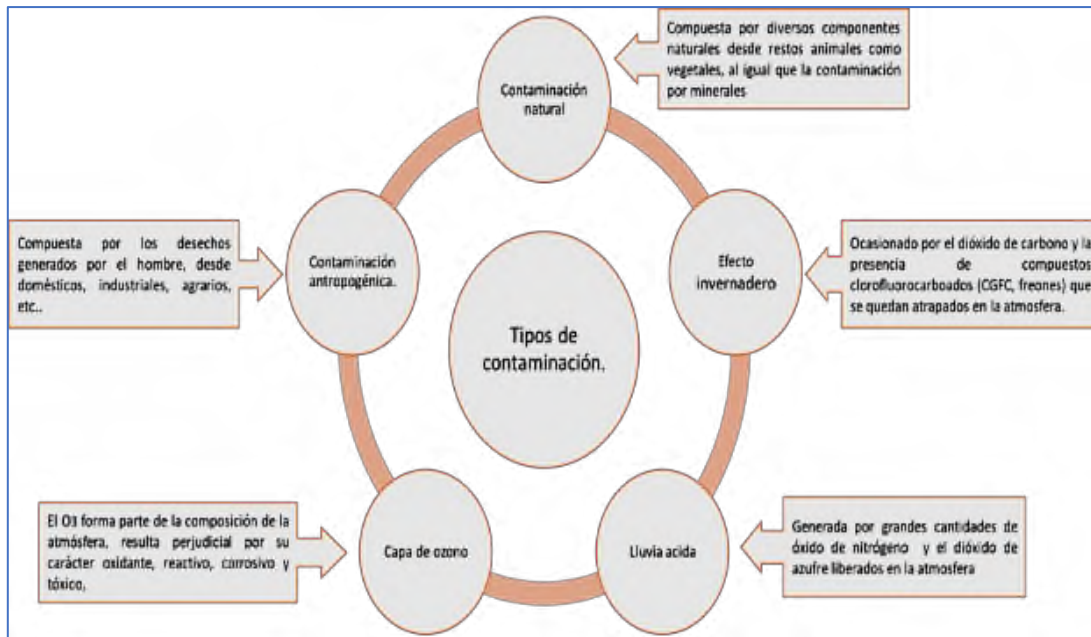 Compuesta por diversos componentes
naturales desde restos animales como
vegetales, al igual que la contaminación
por minerales
Contaminación
natural
Compuesta por los desechos
generados por el hombre, desde
domésticos, industriales, agrarios,
etc..
Contaminación
antropogénica.
Efecto
invernadero
Ocasionado por el dióxido de carbono y la
presencia de compuestos
clorofluorocarboados (CGFC, freones) que
se quedan atrapados en la atmosfera.
Tipos de
contaminación.
El O3 forma parte de la composición de la
atmósfera, resulta perjudicial por su
carácter oxidante, reactivo, corrosivo y
tóxico,
Capa de ozono
Lluvia acida
Generada por grandes cantidades de
óxido de nitrógeno y el dióxido de
azufre liberados en la atmosfera